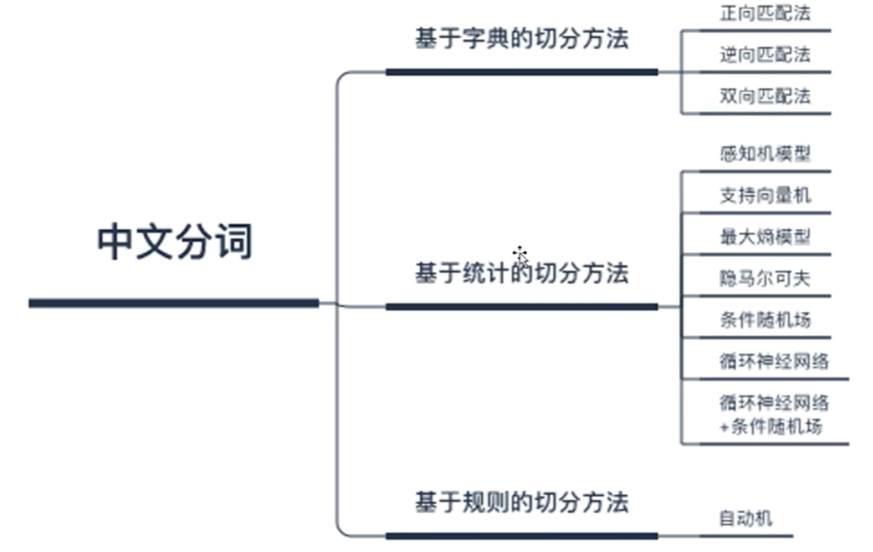 中文分词
基于字典的切分方法
正向匹配法
逆向匹配法
双向匹配法
基于统计的切分方法
感知机模型
支持向量机
最大熵模型
隐马尔可夫
条件随机场
循环神经网络
循环神经网络
+条件随机场
基于规则的切分方法
自动机